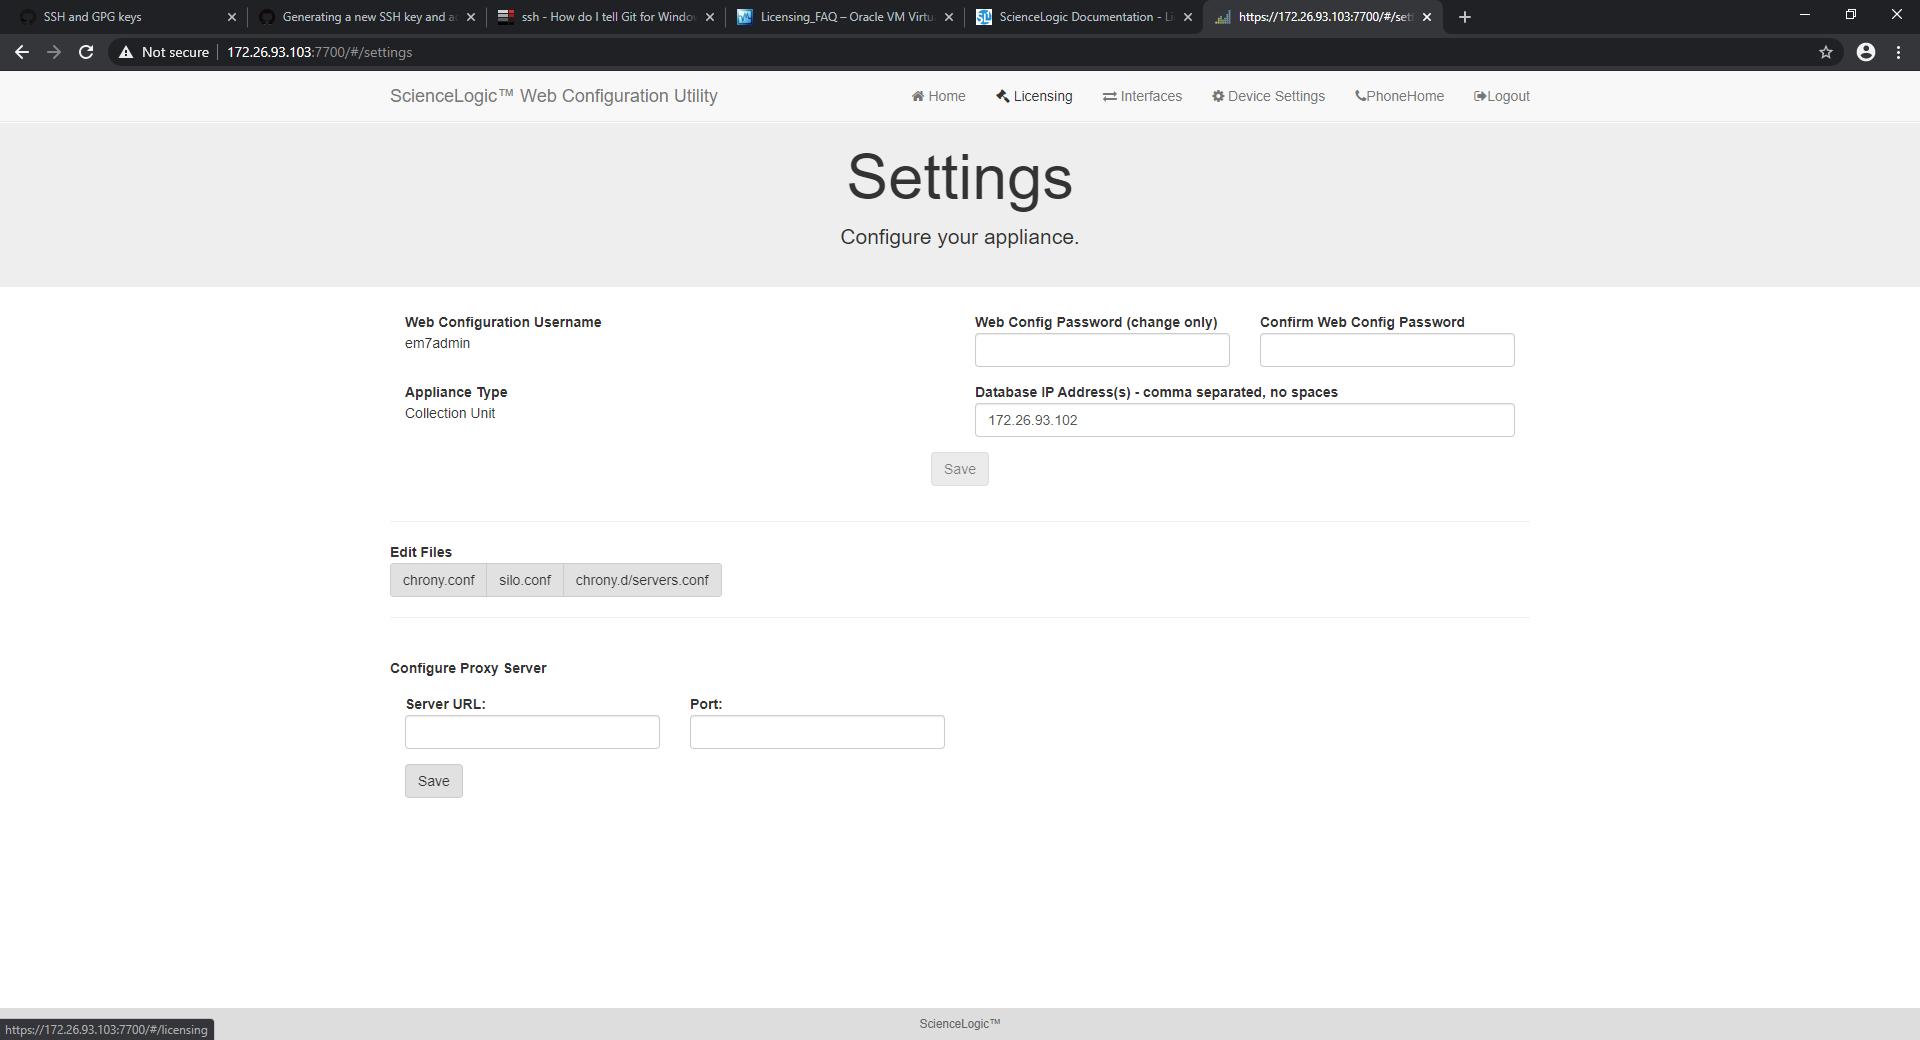 SSH and GPG keys
Generating a new SSH key and a
ssh - How do I tell Git for Windo
Licensing_FAQ – Oracle VM Virtu
ScienceLogic Documentation - Li
https://172.26.93.103:7700/#/set
Not secure
172.26.93.103:7700/#/settings
ScienceLogic™ Web Configuration Utility
Home
Licensing
Interfaces
Device Settings
PhoneHome
Logout
Settings
Configure your appliance.
Web Configuration Username
em7admin
Web Config Password (change only)
Confirm Web Config Password
Appliance Type
Collection Unit
Database IP Address(s) - comma separated, no spaces
172.26.93.102
Save
Edit Files
chrony.conf
silo.conf
chrony.d/servers.conf
Configure Proxy Server
Server URL:
Port:
Save
https://172.26.93.103:7700/#/licensing
ScienceLogic™